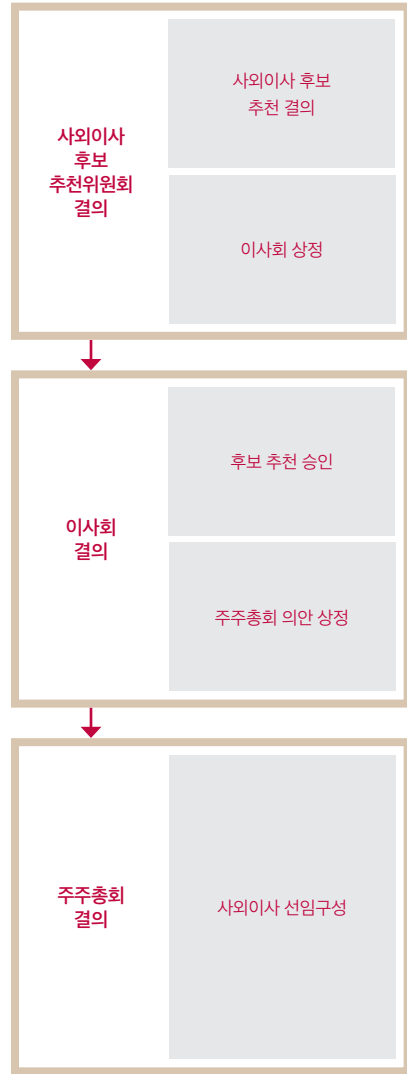 사외이사
후보
추천위원회
결의
사외이사 후보
추천 결의
이사회 상정
이사회
결의
후보 추천 승인
주주총회 의안 상정
주주총회
결의
사외이사 선임구성